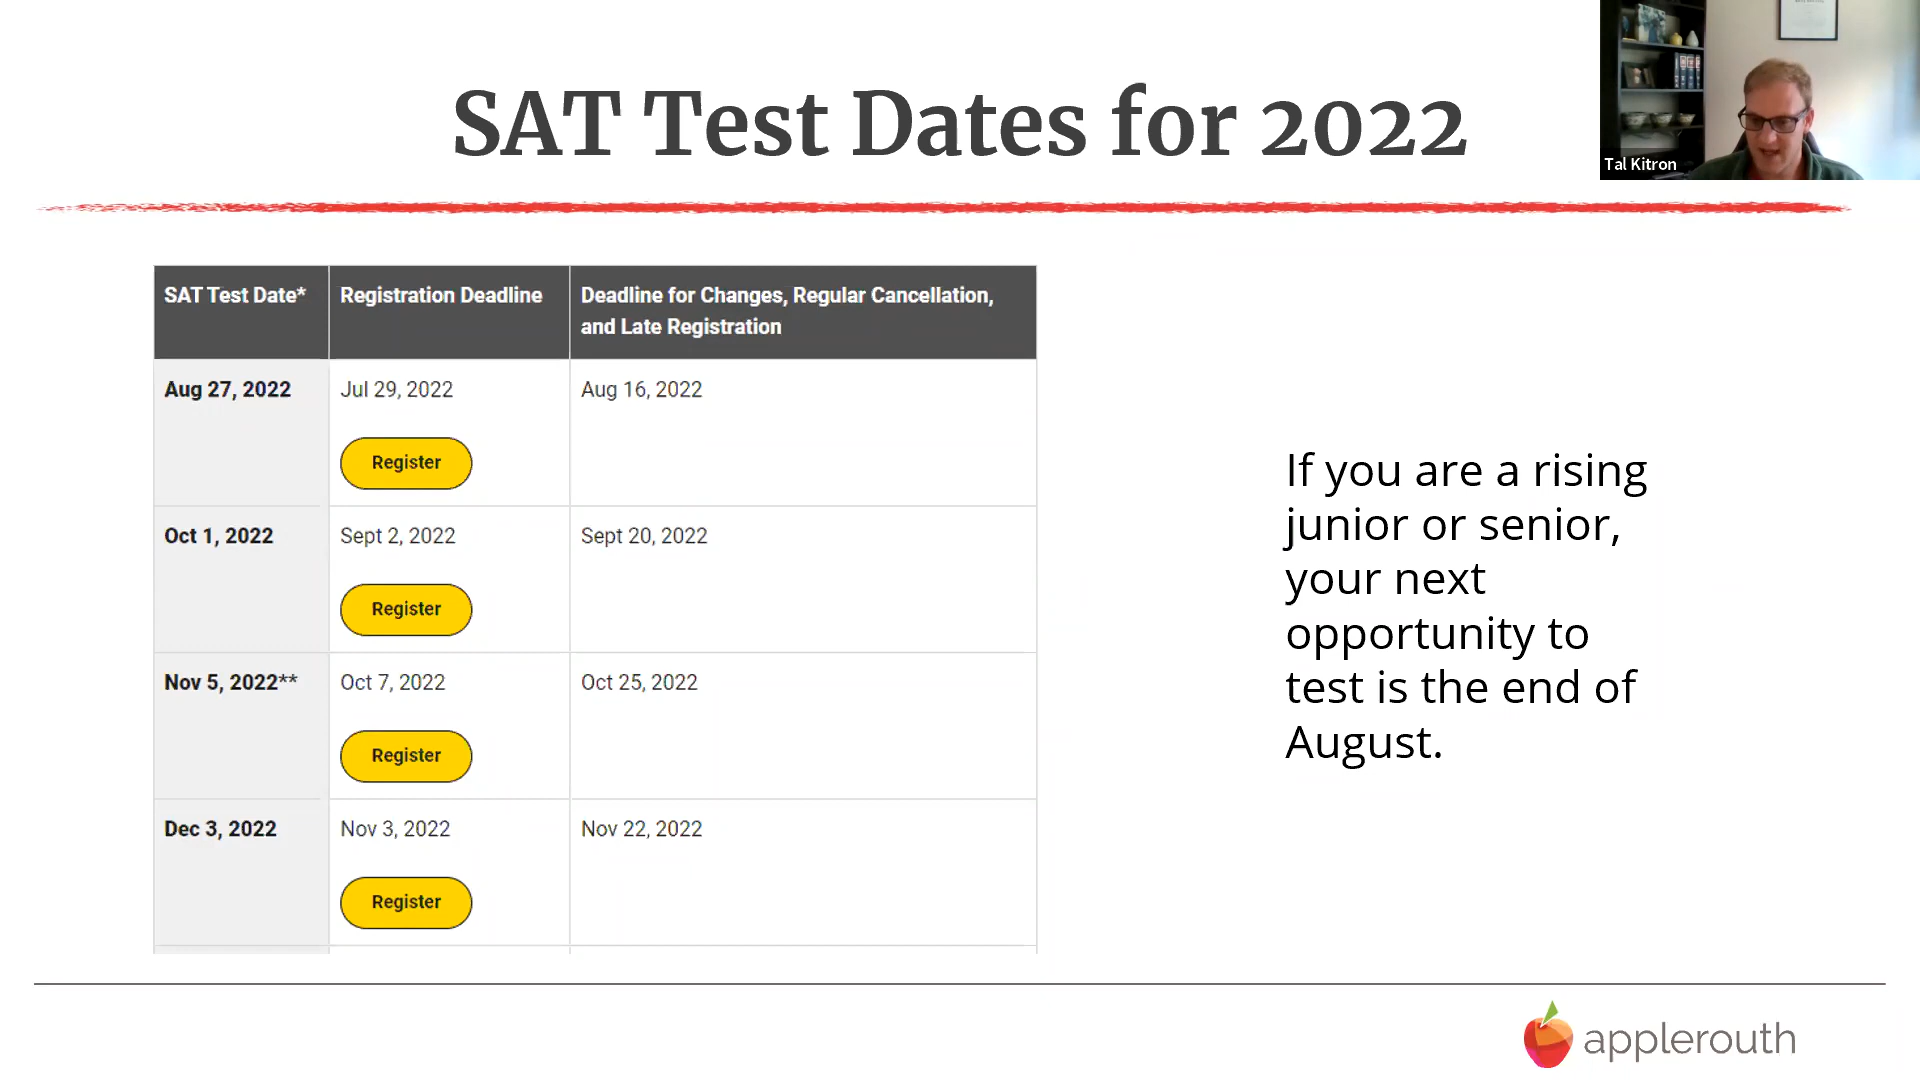 SAT Test Dates for 2022
Tal Kitron
SAT Test Date*
Registration Deadline
Deadline for Changes, Regular Cancellation,
and Late Registration
Aug 27, 2022
Jul 29, 2022
Aug 16, 2022
Register
Oct 1, 2022
Sept 2, 2022
Sept 20, 2022
Register
Nov 5, 2022**
Oct 7, 2022
Oct 25, 2022
Register
Dec 3, 2022
Nov 3, 2022
Nov 22, 2022
Register
If you are a rising
junior or senior,
your next
opportunity to
test is the end of
August.
applerouth